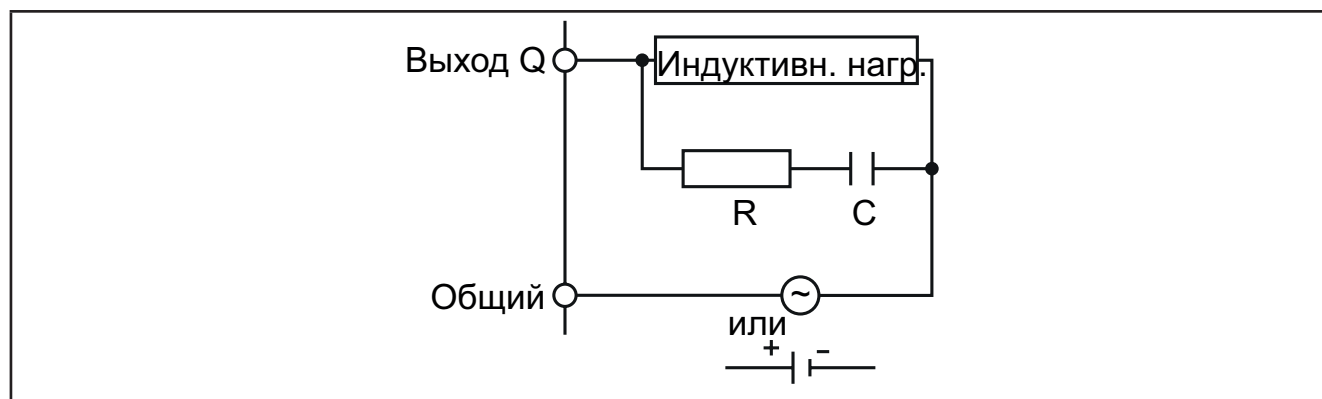 Выход Q
Индуктивн. нагр.
R
C
Общий
~
или
+ -